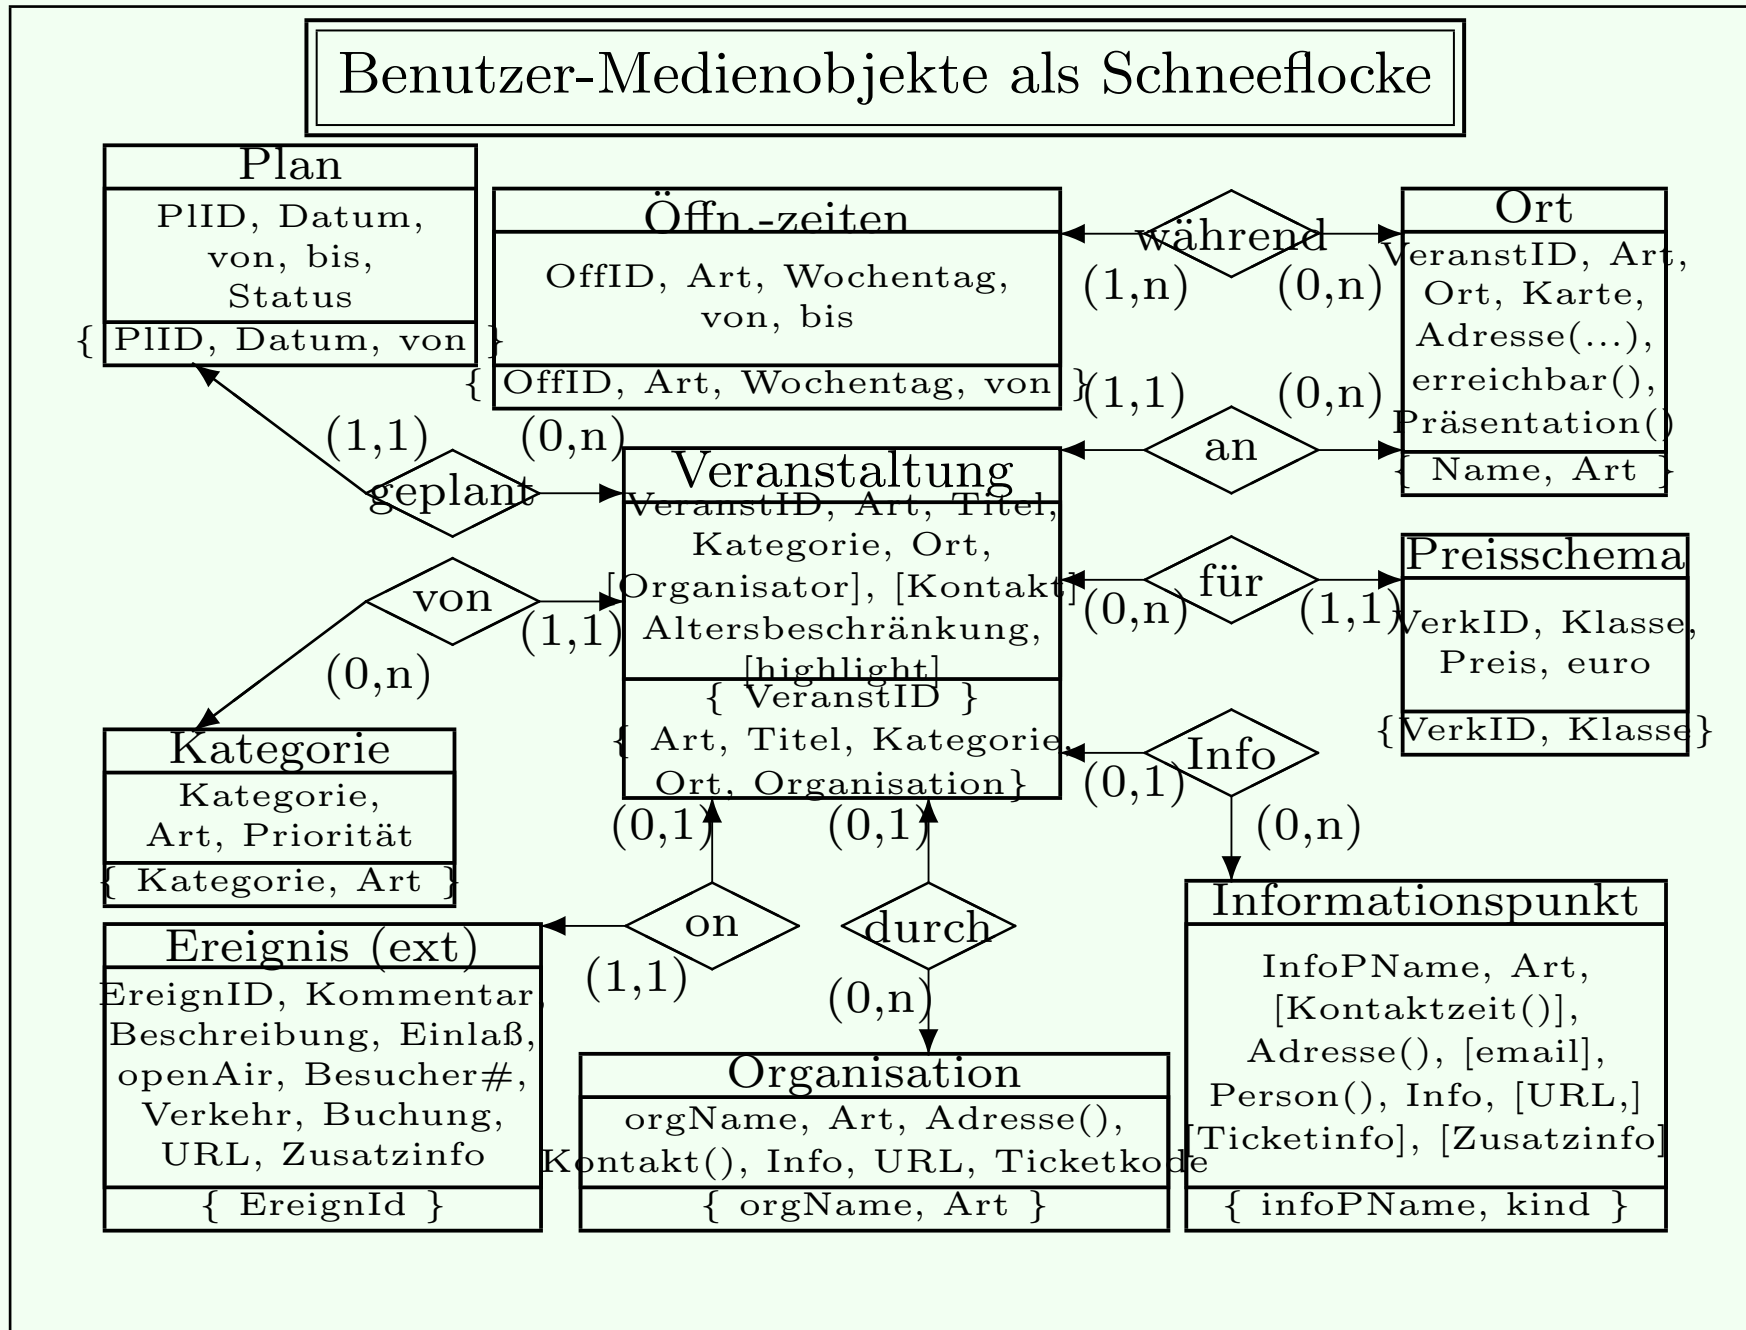 Benutzer-Medienobjekte als Schneeflocke
Plan
PlID, Datum,
von, bis,
Status
{ PlID, Datum, von }
Öffn.-zeiten
OffID, Art, Wochentag,
von, bis
{ OffID, Art, Wochentag, von }
während
(1,n)
(0,n)
Ort
VeranstID, Art,
Ort, Karte,
Adresse(...),
erreichbar(),
Präsentation()
{ Name, Art }
(1,1)
(0,n)
an
(1,1)
(0,n)
geplant
Veranstaltung
VeranstID, Art, Titel,
Kategorie, Ort,
[Organisator], [Kontakt]
Altersbeschränkung,
[highlight]
{ VeranstID }
{ Art, Titel, Kategorie,
Ort, Organisation}
von
(1,1)
(0,n)
für
(0,n)
(1,1)
Preisschema
VerkID, Klasse,
Preis, euro
{VerkID, Klasse}
Kategorie
Kategorie,
Art, Priorität
{ Kategorie, Art }
Info
(0,1)
(0,n)
(0,1)
(0,1)
on
(1,1)
durch
(0,n)
Ereignis (ext)
EreignID, Kommentar,
Beschreibung, Einlaß,
openAir, Besucher#,
Verkehr, Buchung,
URL, Zusatzinfo
{ EreignId }
Organisation
orgName, Art, Adresse(),
Kontakt(), Info, URL, Ticketkode
{ orgName, Art }
Informationspunkt
InfoPName, Art,
[Kontaktzeit()],
Adresse(), [email],
Person(), Info, [URL,]
[Ticketinfo], [Zusatzinfo]
{ infoPName, kind }